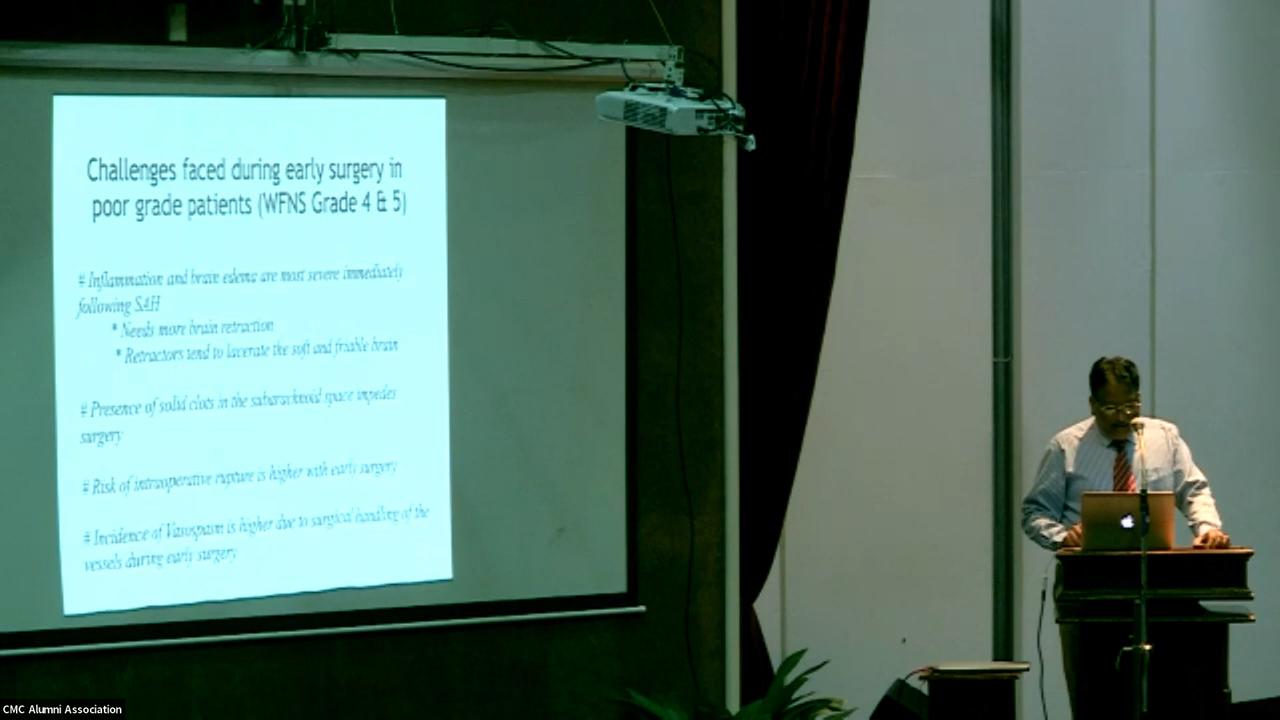 Challenges faced during early surgery in
poor grade patients (WFNS Grade 4 & 5)
# Inflammation and brain edema are most severe immediately
following SAH
* Needs more brain retraction
* Retractors tend to lacerate the soft and friable brain
# Presence of solid clots in the subarachnoid space impedes
surgery
# Risk of intraoperative rupture is higher with early surgery
# Incidence of Vasospasm is higher due to surgical handling of the
vessels during early surgery
CMC Alumni Association